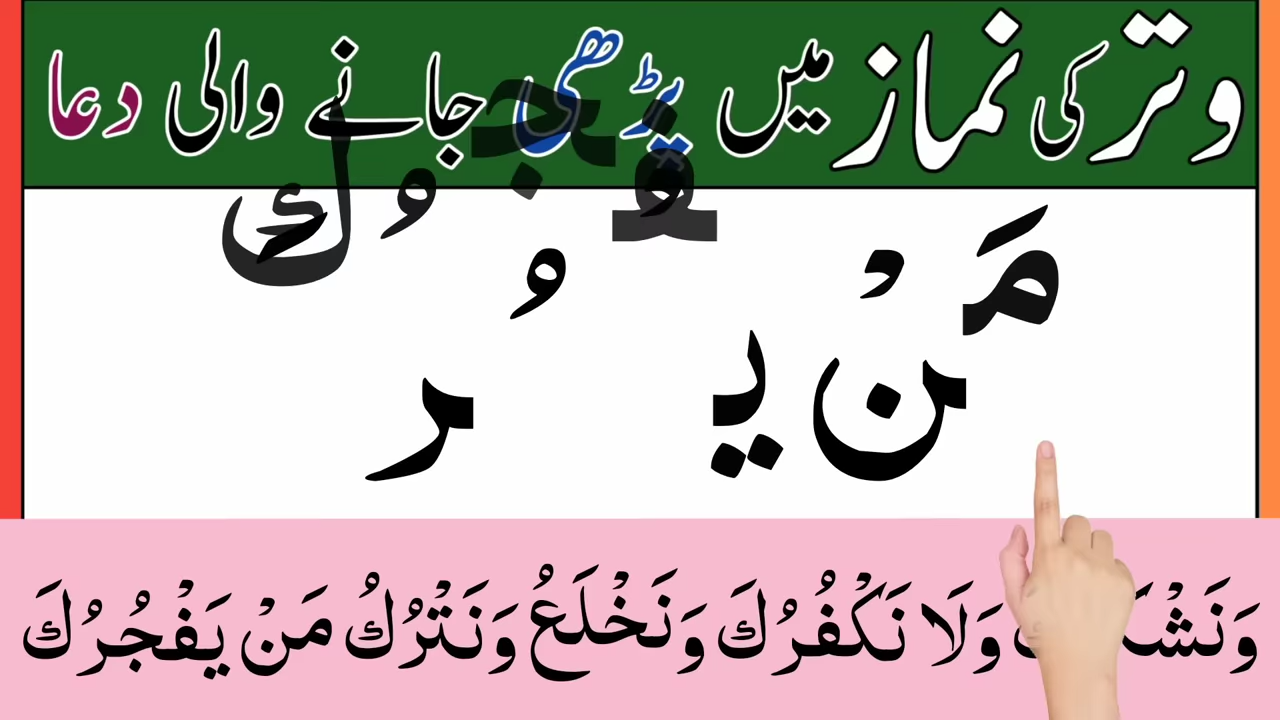 وتر کی نماز میں پڑھی جانے والی دعا
مَنْ
وَلَا نَكْفُرُكَ وَنَخْلَعُ وَنَتْرُكُ مَنْ يَفْجُرُكَ